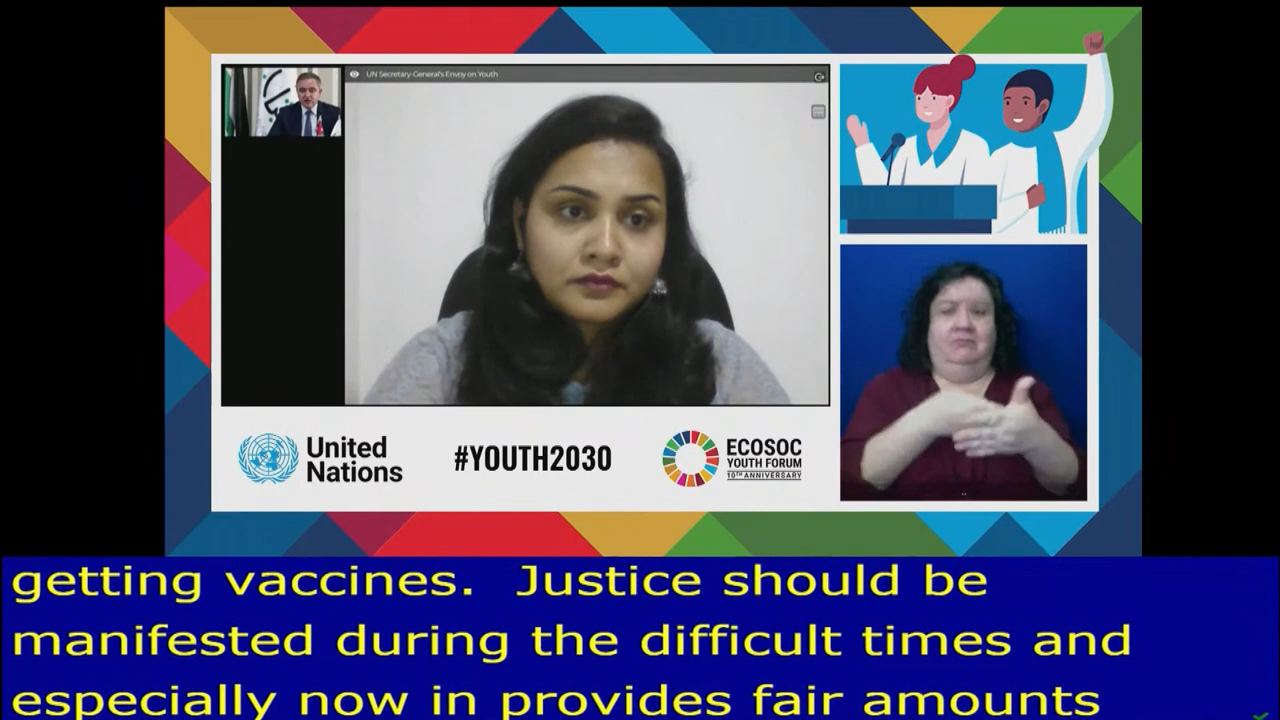 UN Secretary-General's Envoy on Youth
United
Nations
#YOUTH2030
ECOSOC
YOUTH FORUM
10TH ANNIVERSARY
getting vaccines. Justice should be
manifested during the difficult times and
especially now in provides fair amounts